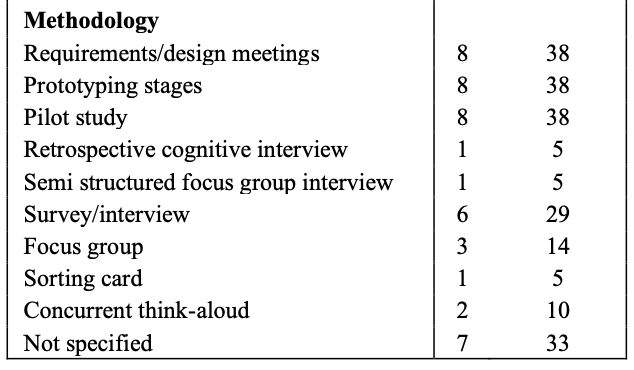 Methodology
Requirements/design meetings 8 38
Prototyping stages 8 38
Pilot study 8 38
Retrospective cognitive interview 1 5
Semi structured focus group interview 1 5
Survey/interview 6 29
Focus group 3 14
Sorting card 1 5
Concurrent think-aloud 2 10
Not specified 7 33